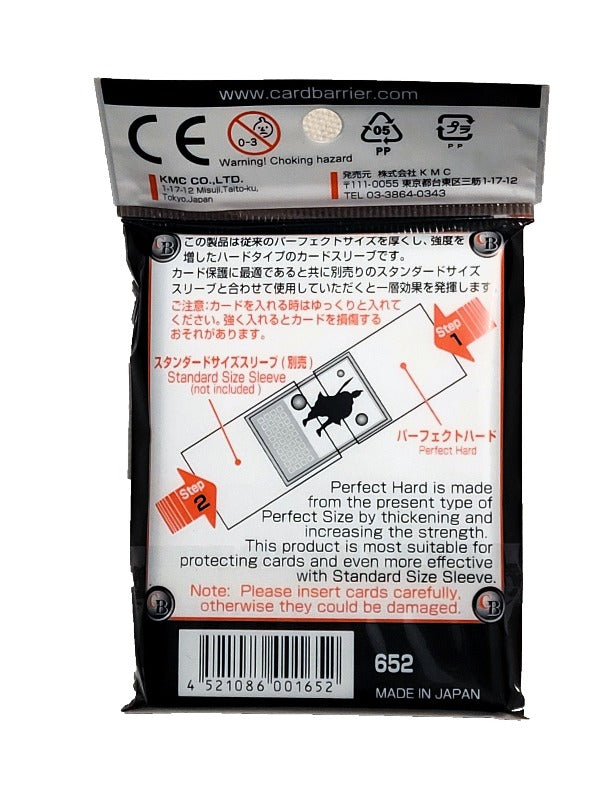 www.cardbarrier.com
CE
0-3
Warning! Choking hazard
05
PP
プラ
PP
KMC CO.,LTD.
1-17-12 Misuji,Taito-ku,
Tokyo,Japan
発売元 株式会社KMC
〒111-0055 東京都台東区三筋1-17-12
TEL 03-3864-0343
CB
CB
この製品は従来のパーフェクトサイズを厚くし、強度を
増したハードタイプのカードスリーブです。
カード保護に最適であると共に別売りのスタンダードサイズ
スリーブと合わせて使用していただくと一層効果を発揮します
ご注意:カードを入れる時はゆっくりと入れて
ください。強く入れるとカードを損傷する
おそれがあります。
Step
1
スタンダードサイズスリーブ(別売)
Standard Size Sleeve
(not included)
パーフェクトハード
Perfect Hard
Step
2
Perfect Hard is made
from the present type of
Perfect Size by thickening and
increasing the strength.
This product is most suitable for
protecting cards and even more effective
with Standard Size Sleeve.
Note: Please insert cards carefully,
otherwise they could be damaged.
CB
CB
4 521086 001652
652
MADE IN JAPAN